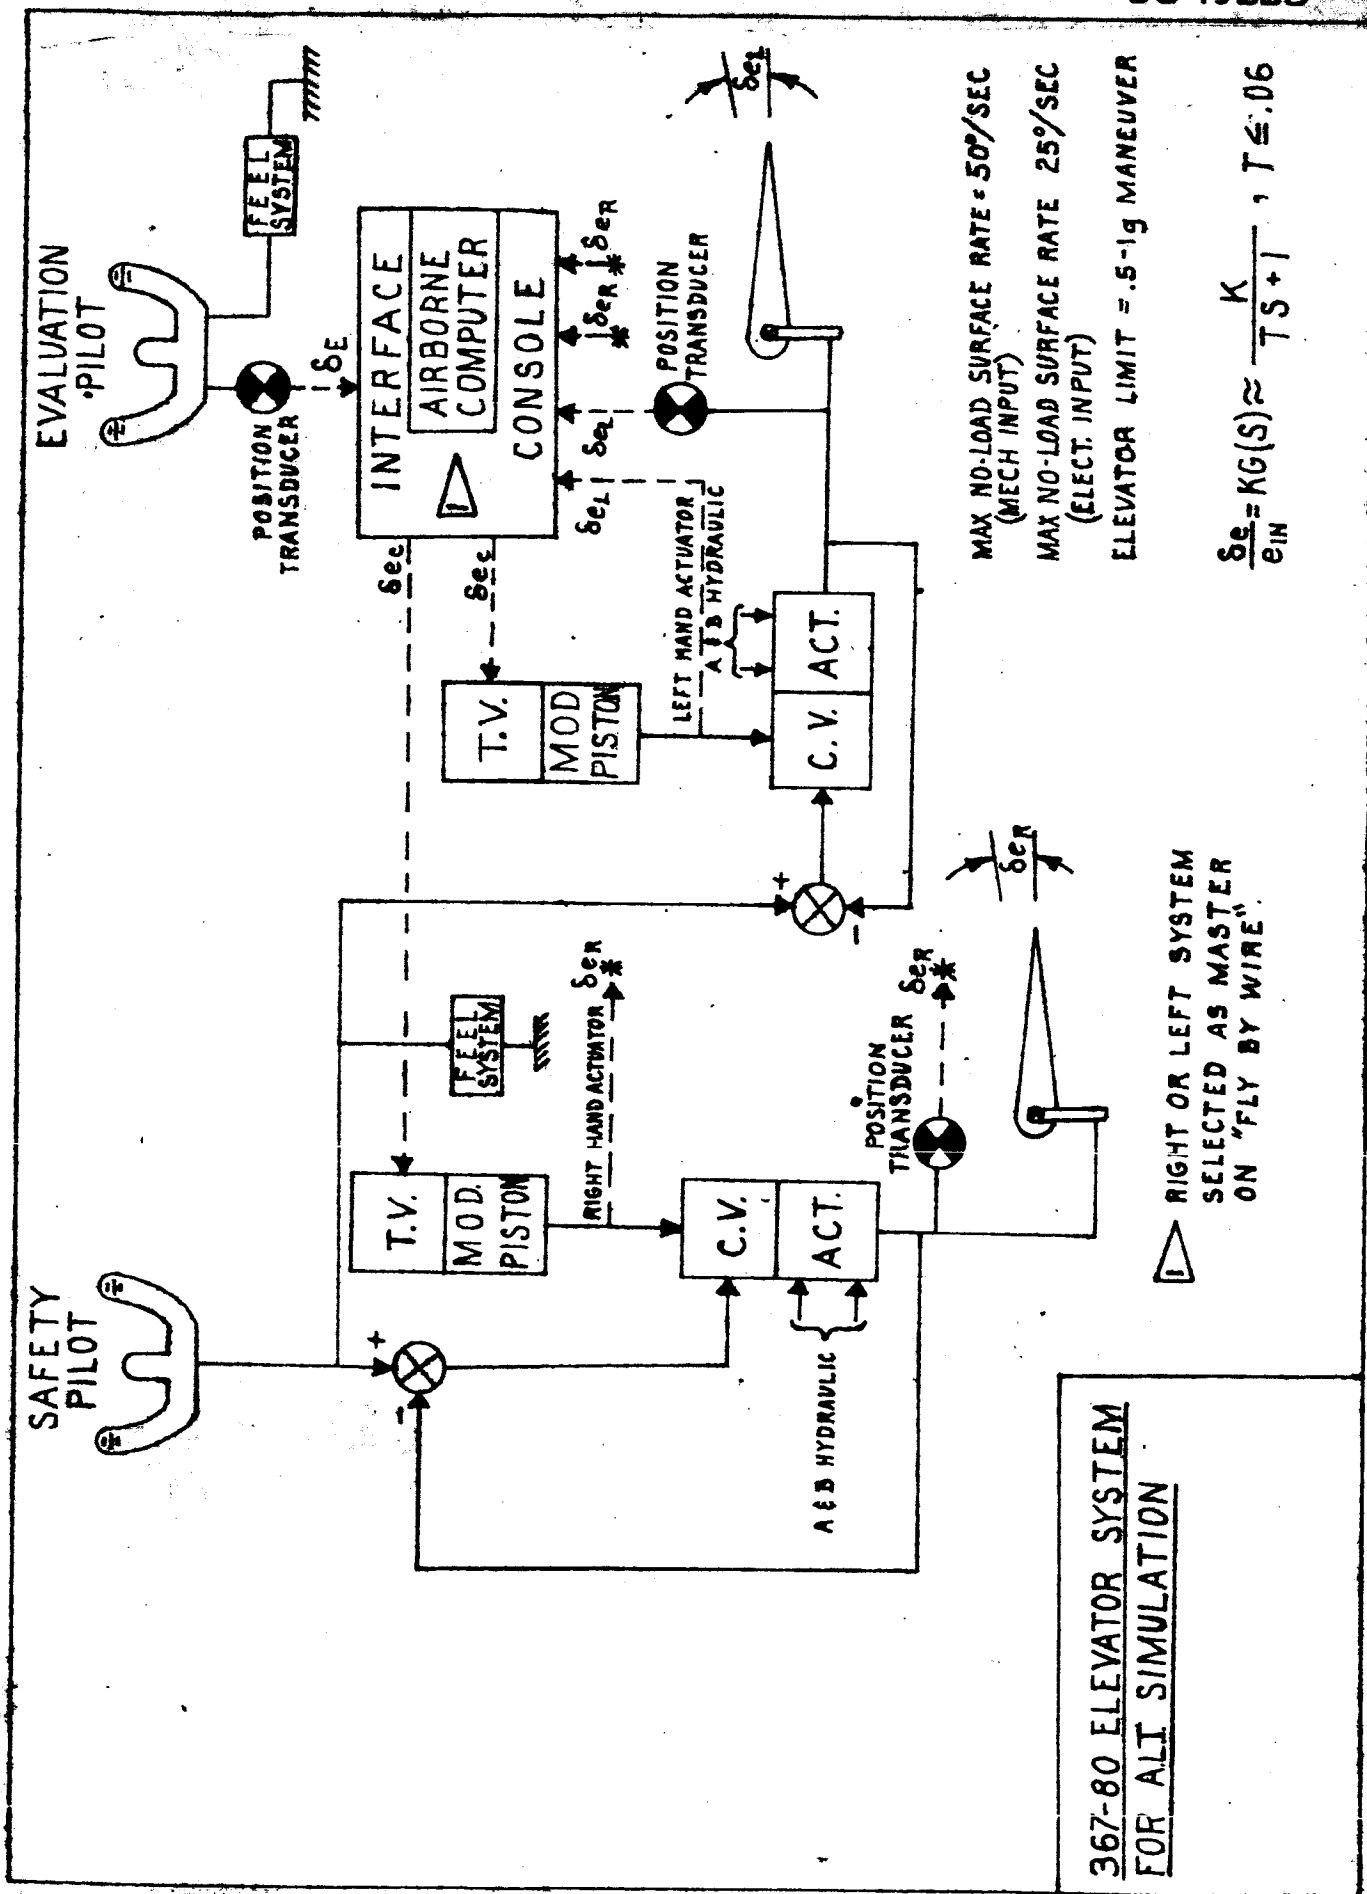 SAFETY
PILOT
EVALUATION
PILOT
FEEL
SYSTEM
POSITION
TRANSDUCER
δE
INTERFACE
AIRBORNE
COMPUTER
1
CONSOLE
δec
δec
δeL
δeL
δeR
*
δeR
*
T.V.
MOD.
PISTON
FEEL
SYSTEM
T.V.
MOD
PISTON
RIGHT HAND ACTUATOR
δeR
*
LEFT HAND ACTUATOR
A & B HYDRAULIC
POSITION
TRANSDUCER
δeL
+
-
+
-
C.V.
ACT.
C.V.
ACT.
A & B HYDRAULIC
POSITION
TRANSDUCER
δeR
*
δeR
MAX NO-LOAD SURFACE RATE = 50°/SEC
(MECH INPUT)
MAX NO-LOAD SURFACE RATE 25°/SEC
(ELECT. INPUT)
ELEVATOR LIMIT = .5-1g MANEUVER
δe/eIN = KG(S) ≈ K/TS + 1 , T ≤ .06
1 RIGHT OR LEFT SYSTEM
SELECTED AS MASTER
ON "FLY BY WIRE".
367-80 ELEVATOR SYSTEM
FOR ALT SIMULATION